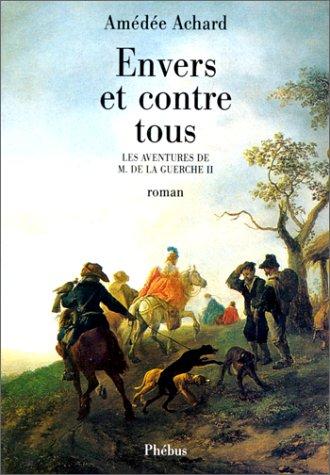 Amédée Achard
Envers
et contre
tous
LES AVENTURES DE
M. DE LA GUERCHE II
roman
Phébus